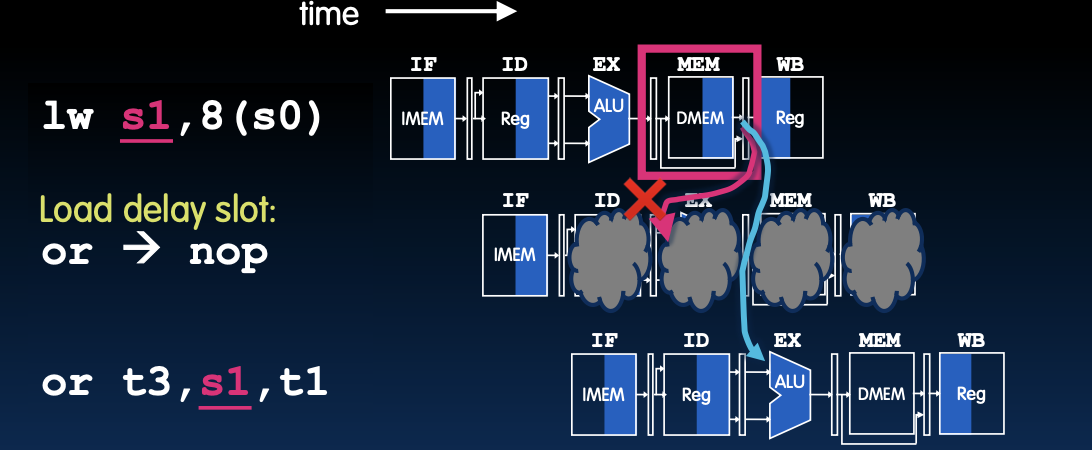 time
IF ID EX MEM WB
lw s1,8(s0)
IMEM Reg ALU DMEM Reg
Load delay slot:
IF ID EX MEM WB
or → nop
IMEM
IF ID EX MEM WB
or t3,s1,t1
IMEM Reg ALU DMEM Reg